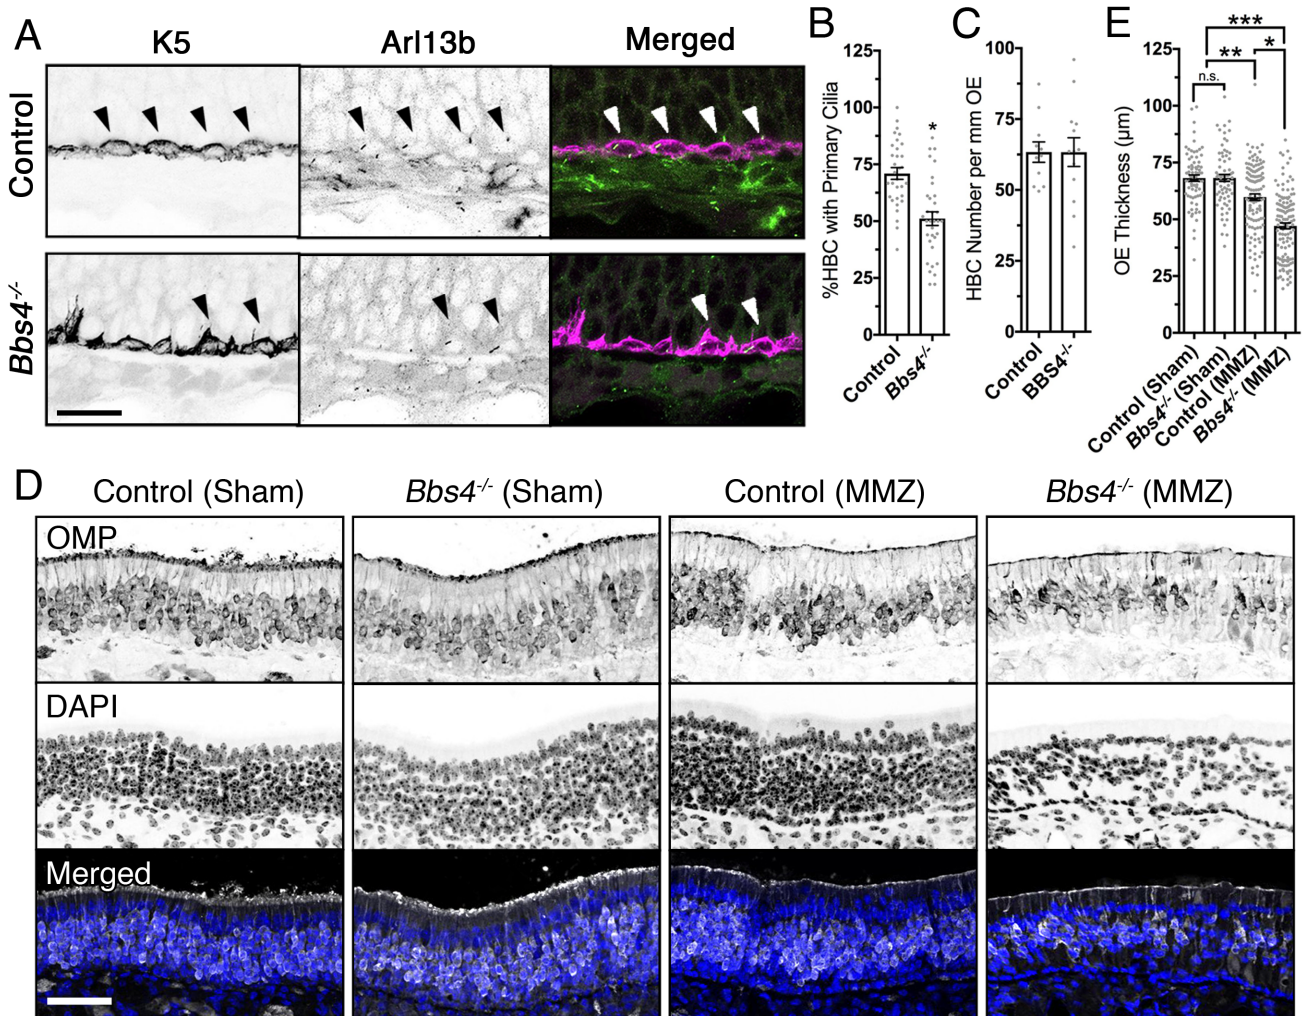 A
K5
Arl13b
Merged
Control
Bbs4-/-
B
125
100
75
50
25
0
%HBC with Primary Cilia
*
Control
Bbs4-/-
C
100
75
50
25
0
HBC Number per mm OE
Control
BBS4-/-
E
125
100
75
50
25
0
OE Thickness (µm)
***
**
*
n.s.
Control (Sham)
Bbs4-/- (Sham)
Control (MMZ)
Bbs4-/- (MMZ)
D
Control (Sham)
Bbs4-/- (Sham)
Control (MMZ)
Bbs4-/- (MMZ)
OMP
DAPI
Merged